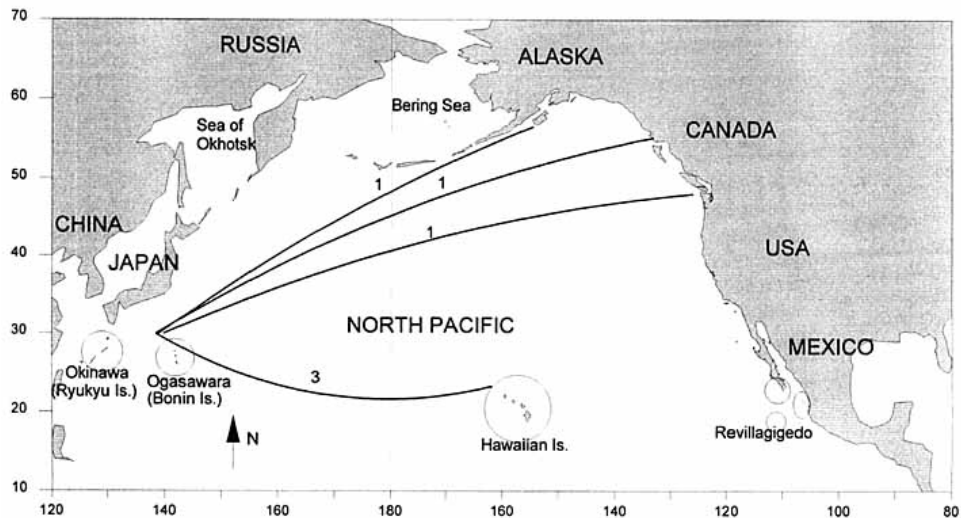 70
60
50
40
30
20
10
120
140
160
180
160
140
120
100
80
RUSSIA
ALASKA
Bering Sea
Sea of
Okhotsk
CANADA
1
1
1
CHINA
JAPAN
USA
NORTH PACIFIC
MEXICO
Okinawa
(Ryukyu Is.)
Ogasawara
(Bonin Is.)
3
N
Hawaiian Is.
Revillagigedo